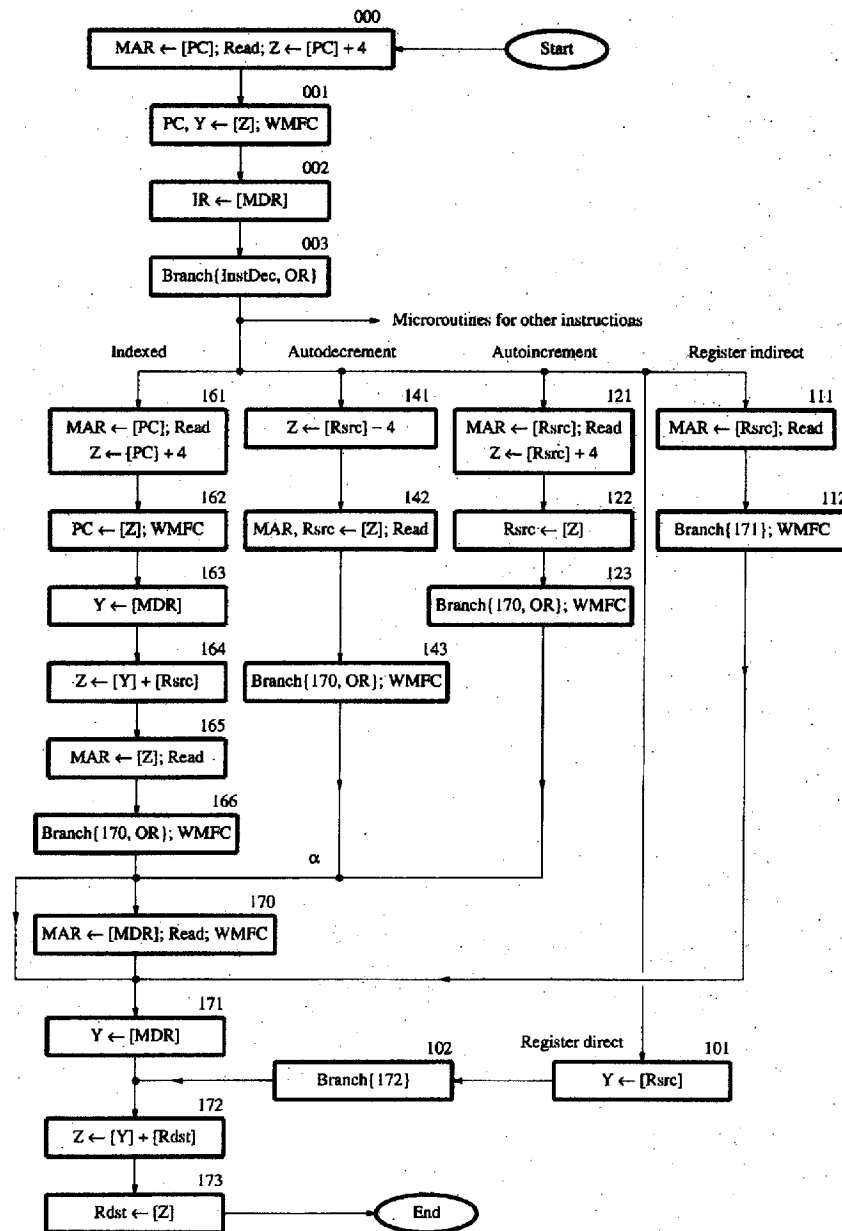 000
MAR ← [PC]; Read; Z ← [PC] + 4
Start
001
PC, Y ← [Z]; WMFC
002
IR ← [MDR]
003
Branch{InstDec, OR}
Microroutines for other instructions
Indexed
Autodecrement
Autoincrement
Register indirect
161
MAR ← [PC]; Read
Z ← [PC] + 4
141
Z ← [Rsrc] − 4
121
MAR ← [Rsrc]; Read
Z ← [Rsrc] + 4
111
MAR ← [Rsrc]; Read
162
PC ← [Z]; WMFC
142
MAR, Rsrc ← [Z]; Read
122
Rsrc ← [Z]
112
Branch{171}; WMFC
163
Y ← [MDR]
123
Branch{170, OR}; WMFC
164
Z ← [Y] + [Rsrc]
143
Branch{170, OR}; WMFC
165
MAR ← [Z]; Read
166
Branch{170, OR}; WMFC
α
170
MAR ← [MDR]; Read; WMFC
171
Y ← [MDR]
Register direct
102
Branch{172}
101
Y ← [Rsrc]
172
Z ← [Y] + [Rdst]
173
Rdst ← [Z]
End